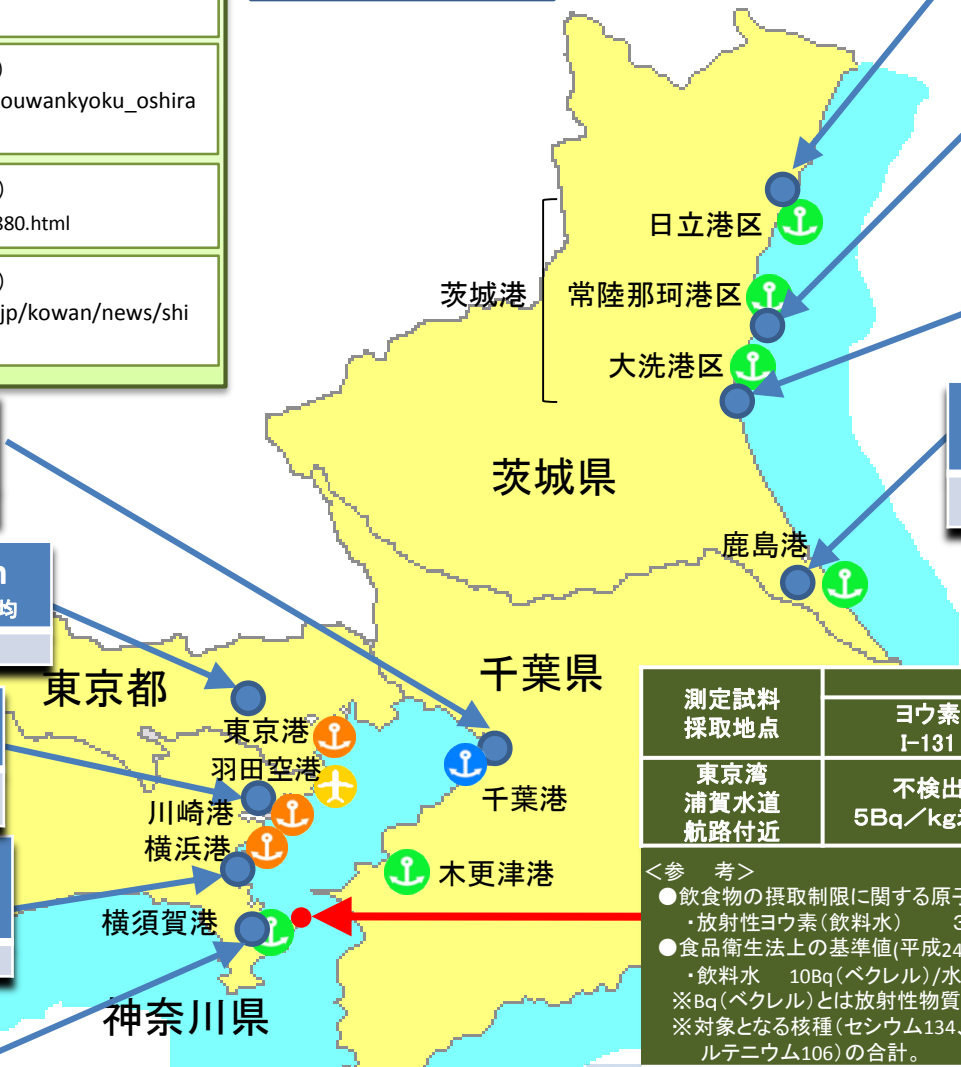 )
ouwankyoku_oshira
)
380.html
)
jp/kowan/news/shi
日立港区
茨城港
常陸那珂港区
大洗港区
茨城県
鹿島港
均
東京都
千葉県
東京港
羽田空港
川崎港
千葉港
横浜港
木更津港
横須賀港
神奈川県
測定試料
採取地点
ヨウ素
I-131
東京湾
浦賀水道
航路付近
不検出
5Bq/kg
<参 考>
●飲食物の摂取制限に関する原子
・放射性ヨウ素(飲料水) 3
●食品衛生法上の基準値(平成24
・飲料水 10Bq(ベクレル)/水
※Bq(ベクレル)とは放射性物質
※対象となる核種(セシウム134、
ルテニウム106)の合計。